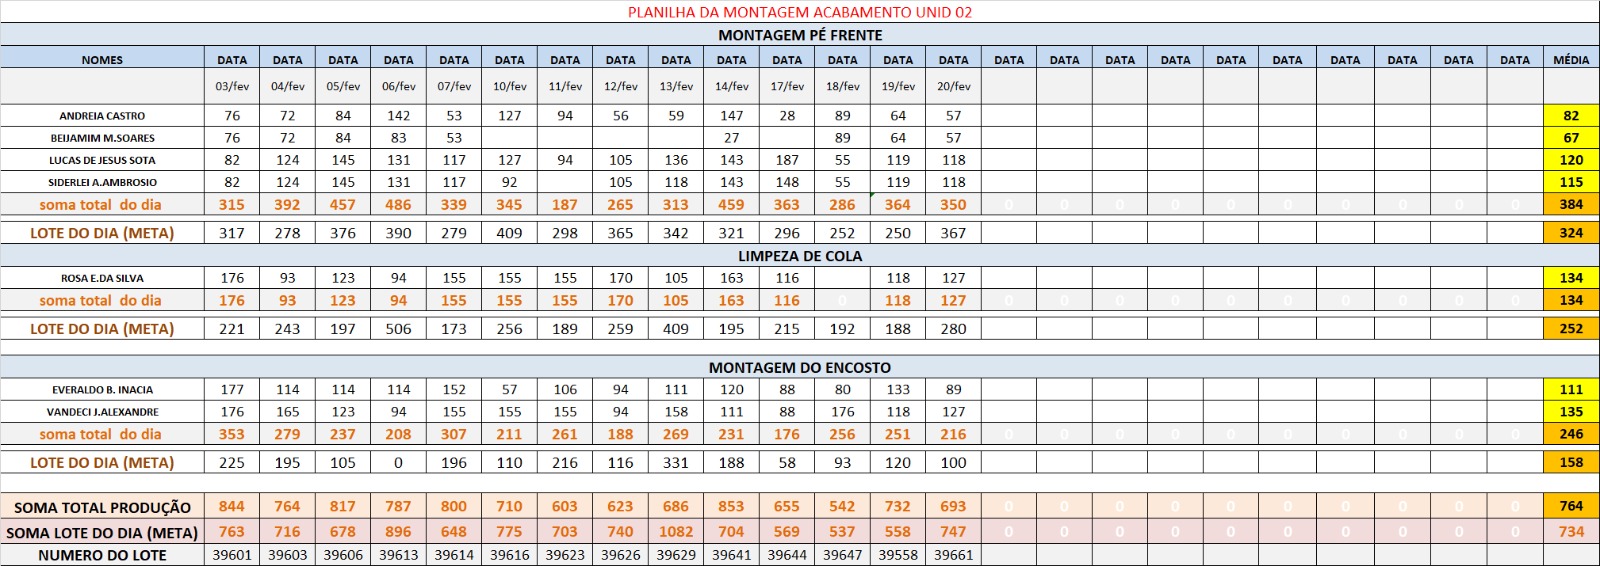 PLANILHA DA MONTAGEM ACABAMENTO UNID 02
MONTAGEM PÉ FRENTE
NOMES DATA DATA DATA DATA DATA DATA DATA DATA DATA DATA DATA DATA DATA DATA DATA DATA DATA DATA DATA DATA DATA DATA DATA DATA MÉDIA
03/fev 04/fev 05/fev 06/fev 07/fev 10/fev 11/fev 12/fev 13/fev 14/fev 17/fev 18/fev 19/fev 20/fev
ANDREIA CASTRO 76 72 84 142 53 127 94 56 59 147 28 89 64 57 82
BEIJAMIM M.SOARES 76 72 84 83 53 27 89 64 57 67
LUCAS DE JESUS SOTA 82 124 145 131 117 127 94 105 136 143 187 55 119 118 120
SIDERLEI A.AMBROSIO 82 124 145 131 117 92 105 118 143 148 55 119 118 115
soma total do dia 315 392 457 486 339 345 187 265 313 459 363 286 364 350 0 0 0 0 0 0 0 0 0 0 384
LOTE DO DIA (META) 317 278 376 390 279 409 298 365 342 321 296 252 250 367 324
LIMPEZA DE COLA
ROSA E.DA SILVA 176 93 123 94 155 155 155 170 105 163 116 118 127 134
soma total do dia 176 93 123 94 155 155 155 170 105 163 116 0 118 127 0 0 0 0 0 0 0 0 0 0 134
LOTE DO DIA (META) 221 243 197 506 173 256 189 259 409 195 215 192 188 280 252
MONTAGEM DO ENCOSTO
EVERALDO B. INACIA 177 114 114 114 152 57 106 94 111 120 88 80 133 89 111
VANDECI J.ALEXANDRE 176 165 123 94 155 155 155 94 158 111 88 176 118 127 135
soma total do dia 353 279 237 208 307 211 261 188 269 231 176 256 251 216 0 0 0 0 0 0 0 0 0 0 246
LOTE DO DIA (META) 225 195 105 0 196 110 216 116 331 188 58 93 120 100 158
SOMA TOTAL PRODUÇÃO 844 764 817 787 800 710 603 623 686 853 655 542 732 693 0 0 0 0 0 0 0 0 0 0 764
SOMA LOTE DO DIA (META) 763 716 678 896 648 775 703 740 1082 704 569 537 558 747 0 0 0 0 0 0 0 0 0 0 734
NUMERO DO LOTE 39601 39603 39606 39613 39614 39616 39623 39626 39629 39641 39644 39647 39558 39661